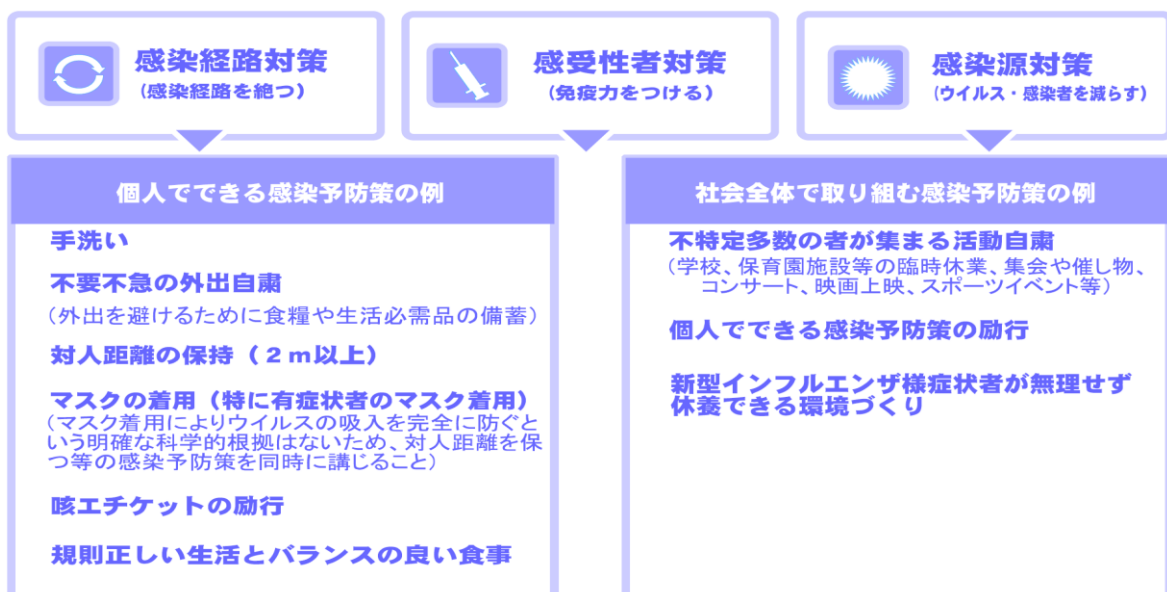 感染経路対策
(感染経路を絶つ)
感受性者対策
(免疫力をつける)
感染源対策
(ウイルス・感染者を減らす)
個人でできる感染予防策の例
手洗い
不要不急の外出自粛
(外出を避けるために食糧や生活必需品の備蓄)
対人距離の保持（２ｍ以上）
マスクの着用（特に有症状者のマスク着用）
(マスク着用によりウイルスの吸入を完全に防ぐと
いう明確な科学的根拠はないため、対人距離を保
つ等の感染予防策を同時に講じること)
咳エチケットの励行
規則正しい生活とバランスの良い食事
社会全体で取り組む感染予防策の例
不特定多数の者が集まる活動自粛
(学校、保育園施設等の臨時休業、集会や催し物、
コンサート、映画上映、スポーツイベント等)
個人でできる感染予防策の励行
新型インフルエンザ様症状者が無理せず
休養できる環境づくり